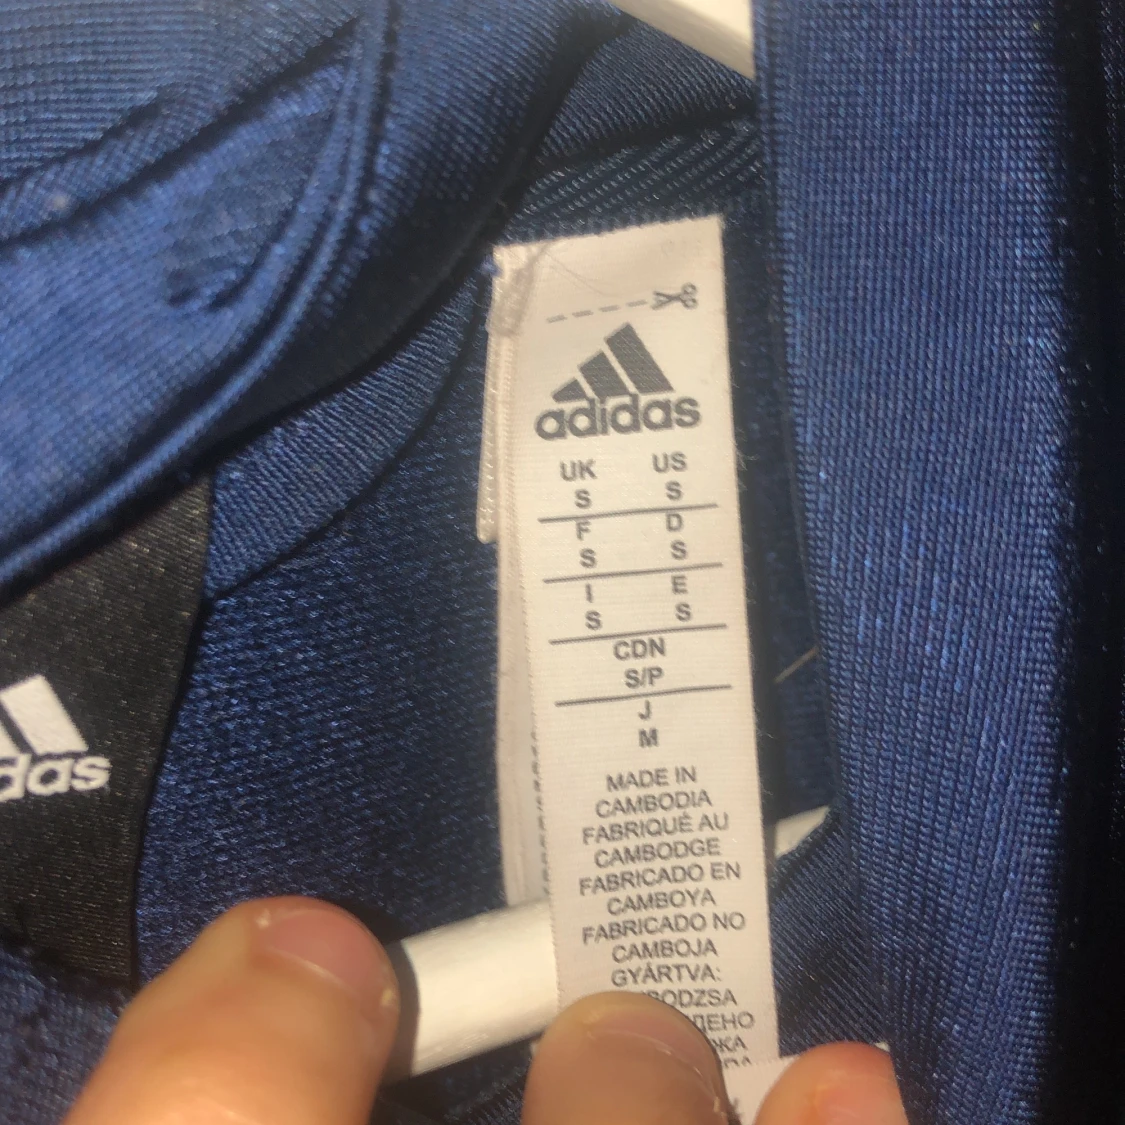 adidas
UK US
S S
F D
S S
I E
S S
CDN
S/P
J
M
MADE IN
CAMBODIA
FABRIQUÉ AU
CAMBODGE
FABRICADO EN
CAMBOYA
FABRICADO NO
CAMBOJA
GYÁRTVA:
das